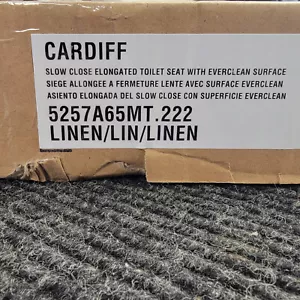 CARDIFF
SLOW CLOSE ELONGATED TOILET SEAT WITH EVERCLEAN SURFACE
SIEGE ALLONGEE A FERMETURE LENTE AVEC SURFACE EVERCLEAN
ASIENTO ELONGADA DEL SLOW CLOSE CON SUPERFICIE EVERCLEAN
5257A65MT.222
LINEN/LIN/LINEN